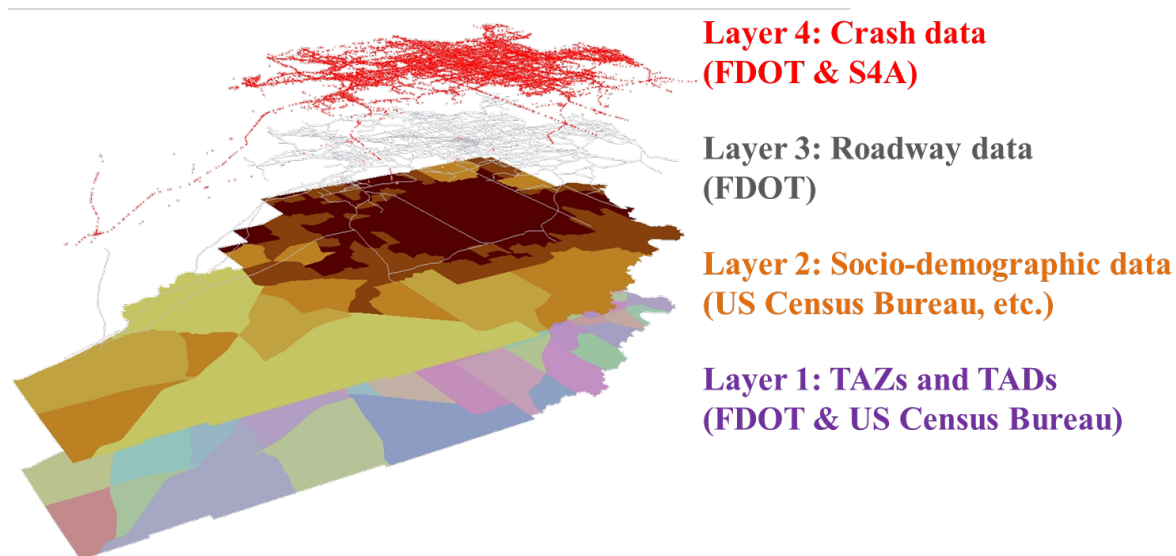 Layer 4: Crash data
(FDOT & S4A)
Layer 3: Roadway data
(FDOT)
Layer 2: Socio-demographic data
(US Census Bureau, etc.)
Layer 1: TAZs and TADs
(FDOT & US Census Bureau)